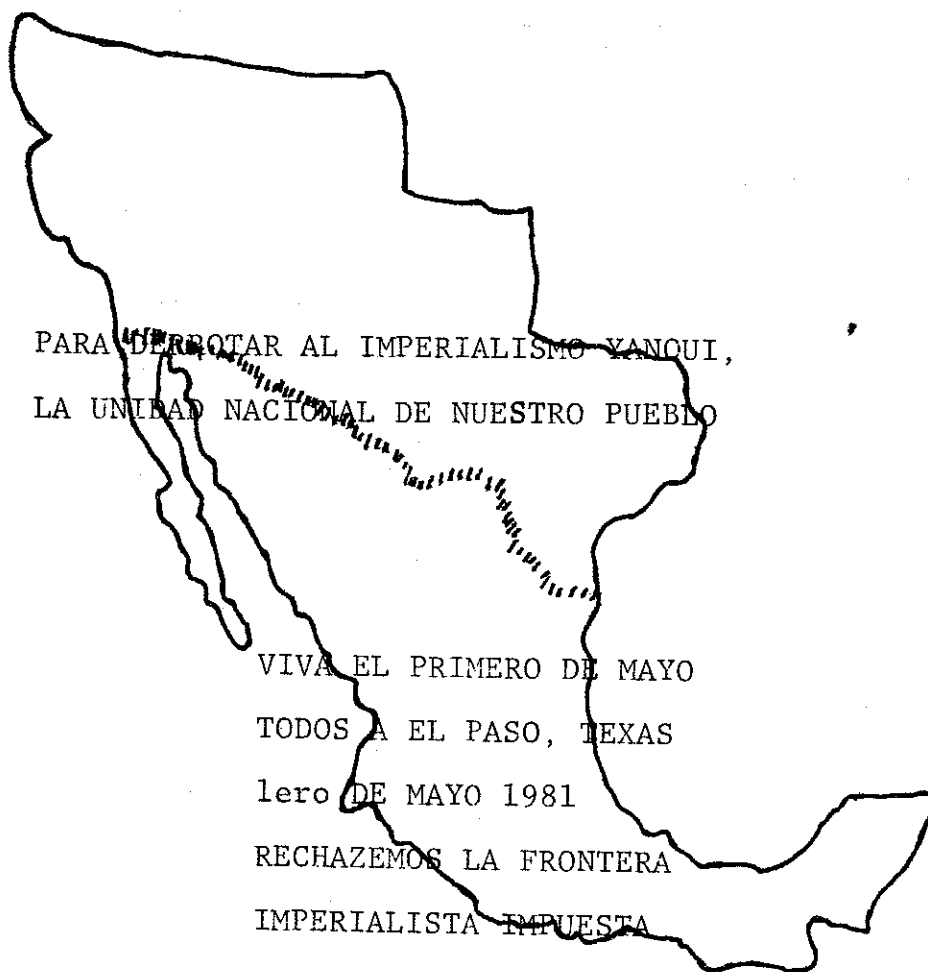 PARA DERROTAR AL IMPERIALISMO YANQUI,
LA UNIDAD NACIONAL DE NUESTRO PUEBLO
VIVA EL PRIMERO DE MAYO
TODOS A EL PASO, TEXAS
1ero DE MAYO 1981
RECHAZEMOS LA FRONTERA
IMPERIALISTA IMPUESTA